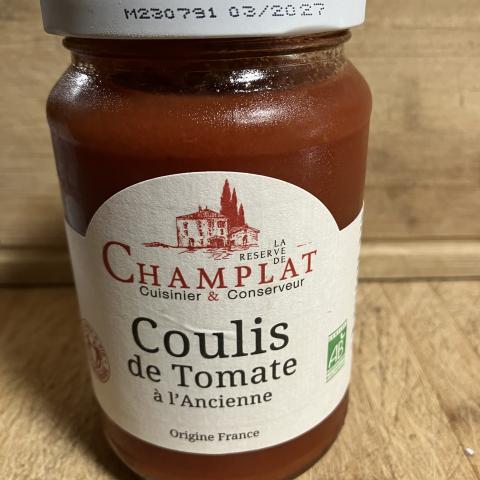 M230791 03/2027
LA
RESERVE DE
CHAMPLAT
Cuisinier & Conserveur
Coulis
de Tomate
à l'Ancienne
Origine France
AB